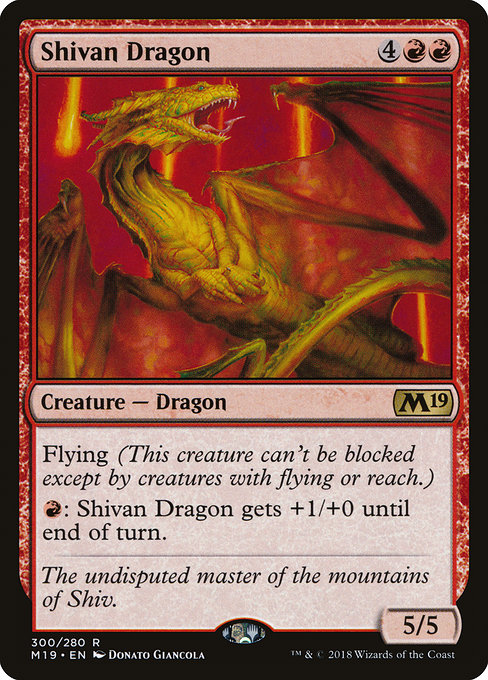 Shivan Dragon 4
Creature — Dragon M19
Flying (This creature can't be blocked
except by creatures with flying or reach.)
: Shivan Dragon gets +1/+0 until
end of turn.
The undisputed master of the mountains
of Shiv.
5/5
300/280 R
M19 • EN Donato Giancola ™ & © 2018 Wizards of the Coast